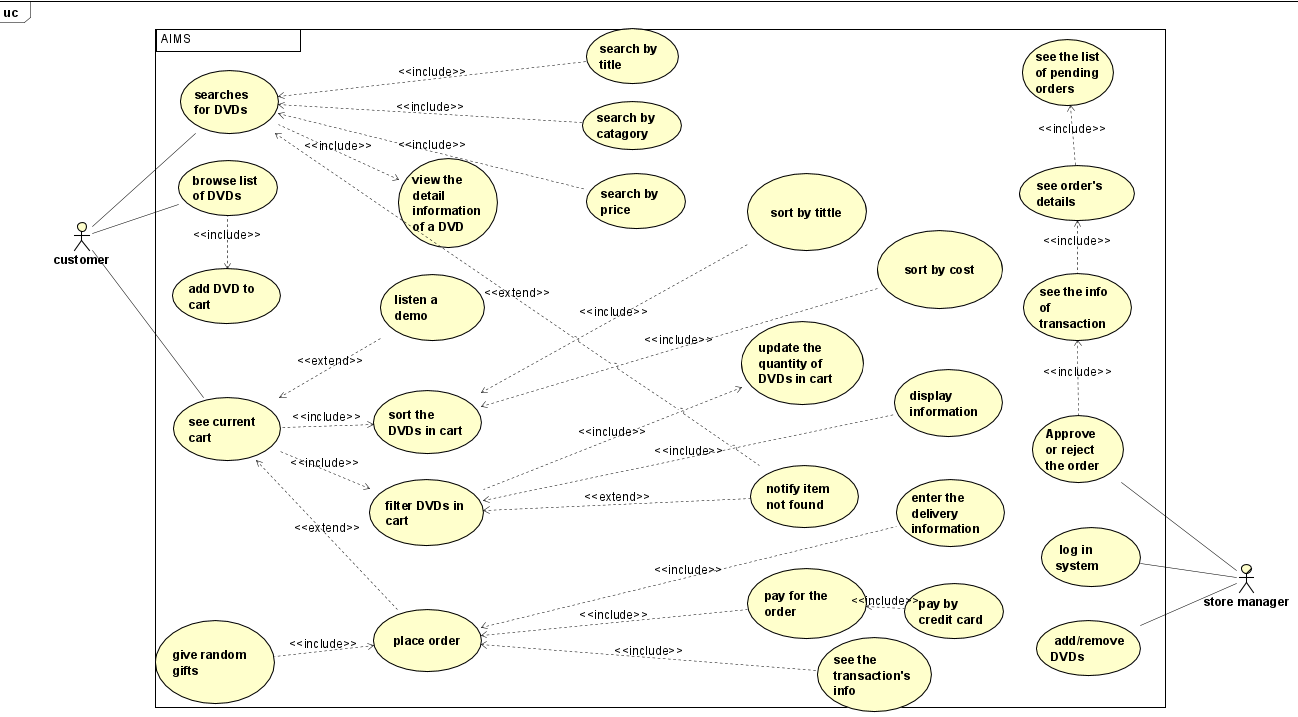 uc
AIMS
search by
title
see the list
of pending
orders
<<include>>
searches
for DVDs
<<include>>
search by
catagory
<<include>>
<<include>>
<<include>>
browse list
of DVDs
view the
detail
information
of a DVD
search by
price
sort by tittle
see order's
details
<<include>>
<<include>>
customer
add DVD to
cart
listen a
demo
<<extend>>
sort by cost
see the info
of
transaction
<<include>>
<<include>>
<<extend>>
update the
quantity of
DVDs in cart
<<include>>
see current
cart
<<include>>
sort the
DVDs in cart
display
information
<<include>>
<<include>>
Approve
or reject
the order
<<include>>
filter DVDs in
cart
<<extend>>
notify item
not found
enter the
delivery
information
<<extend>>
<<include>>
log in
system
store manager
give random
gifts
<<include>>
place order
<<include>>
pay for the
order
<<include>>
pay by
credit card
<<include>>
see the
transaction's
info
add/remove
DVDs